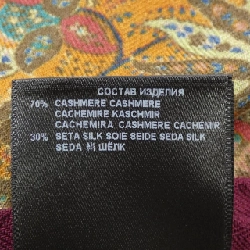 СОСТАВ ИЗДЕЛИЯ
70% CASHMERE CASHMERE
CACHEMIRE KASCHMIR
CACHEMIRA CASHMERE CACHEMIR
30% SETA SILK SOIE SEIDE SEDA SILK
SEDA ШЁЛК